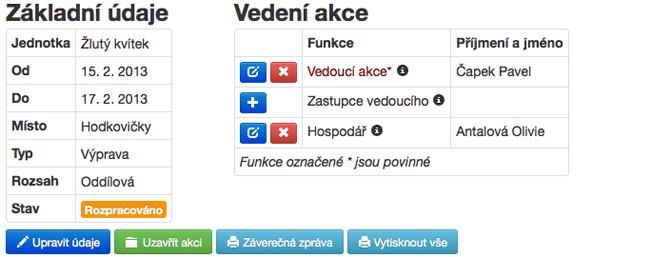 Základní údaje
Jednotka Žlutý kvítek
Od 15. 2. 2013
Do 17. 2. 2013
Místo Hodkovičky
Typ Výprava
Rozsah Oddílová
Stav Rozpracováno
Vedení akce
Funkce Příjmení a jméno
Vedoucí akce* Čapek Pavel
Zastupce vedoucího
Hospodář Antalová Olivie
Funkce označené * jsou povinné
Upravit údaje Uzavřít akci Záverečná zpráva Vytisknout vše